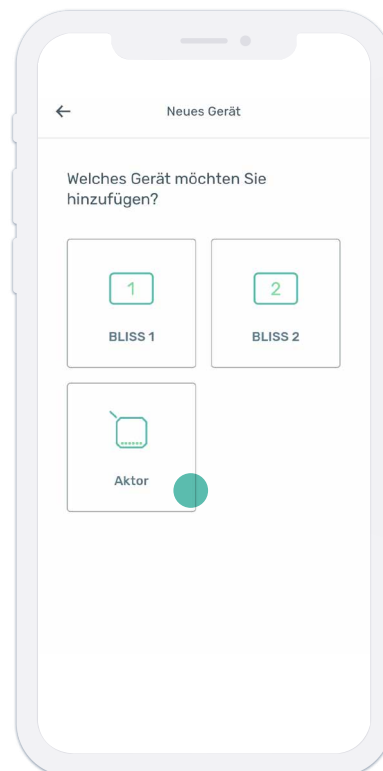 Neues Gerät
Welches Gerät möchten Sie
hinzufügen?
1
2
BLISS 1
BLISS 2
Aktor